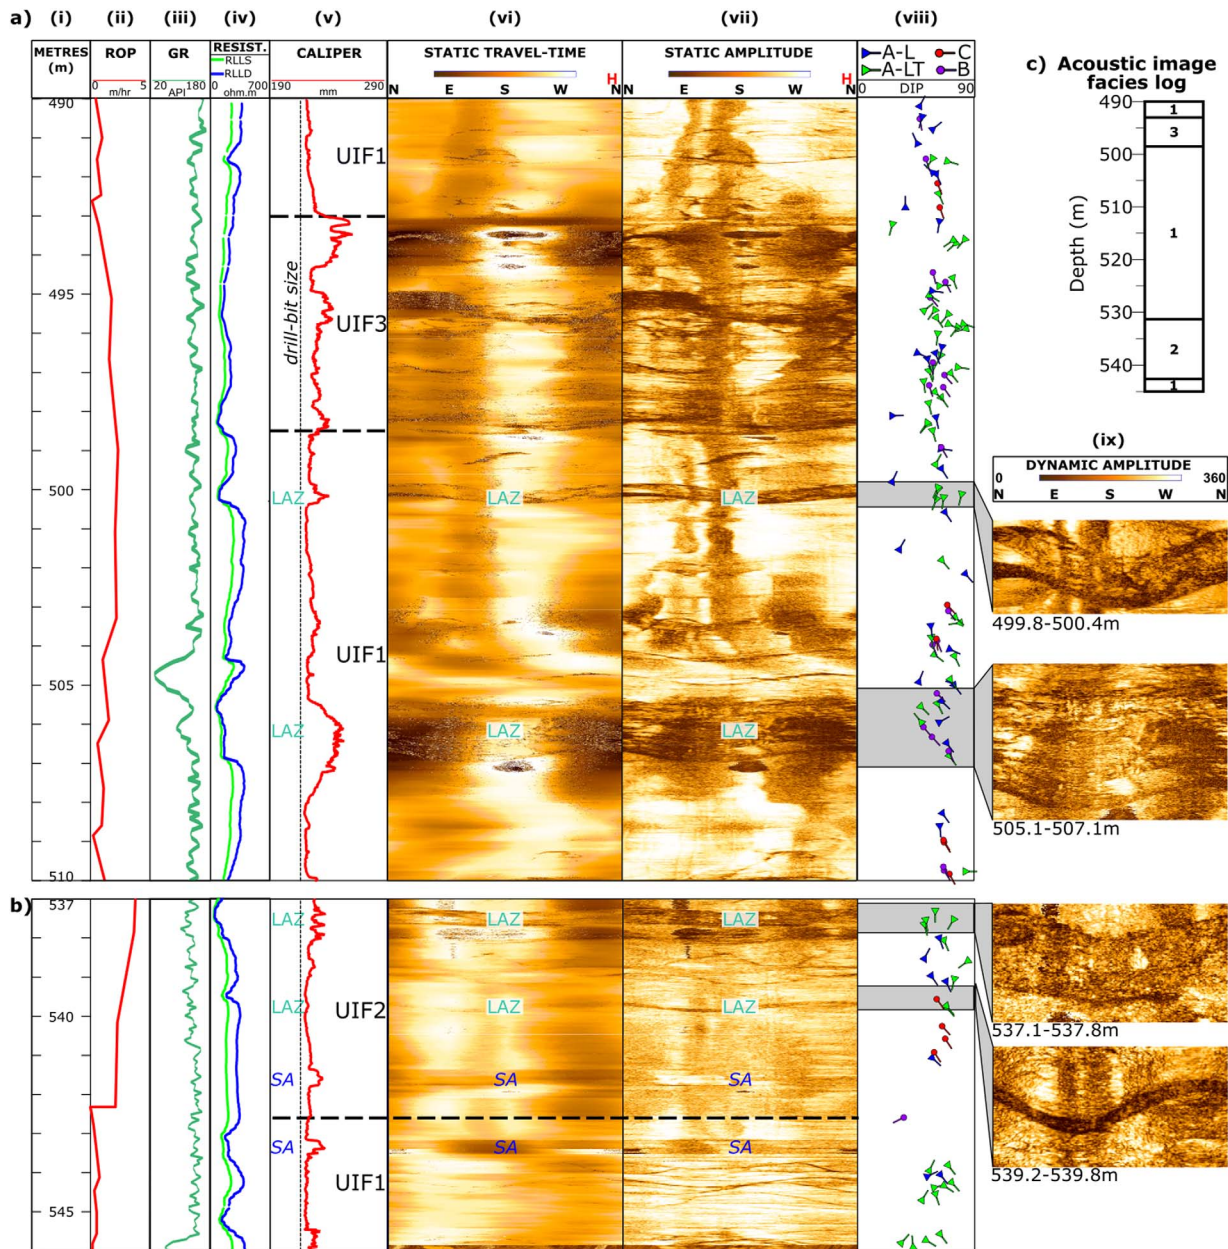 a) (i) (ii) (iii) (iv) (v) (vi) (vii) (viii)
METRES (m)
ROP
0 5
m/hr
GR
20 180
API
RESIST.
RLLS
RLLD
0 700
ohm.m
CALIPER
190 290
mm
STATIC TRAVEL-TIME
H
N E S W N
STATIC AMPLITUDE
H
N E S W N
A-L C
A-LT B
0 DIP 90
c) Acoustic image
facies log
490
1
3
500
510
1
520
530
2
540
1
Depth (m)
490
UIF1
drill-bit size
495
UIF3
500
LAZ LAZ LAZ
UIF1
505
LAZ LAZ LAZ
510
(ix)
DYNAMIC AMPLITUDE
0 360
N E S W N
499.8-500.4m
505.1-507.1m
b)
537
LAZ LAZ LAZ
LAZ LAZ LAZ
540
UIF2
SA SA SA
SA SA SA
UIF1
545
537.1-537.8m
539.2-539.8m